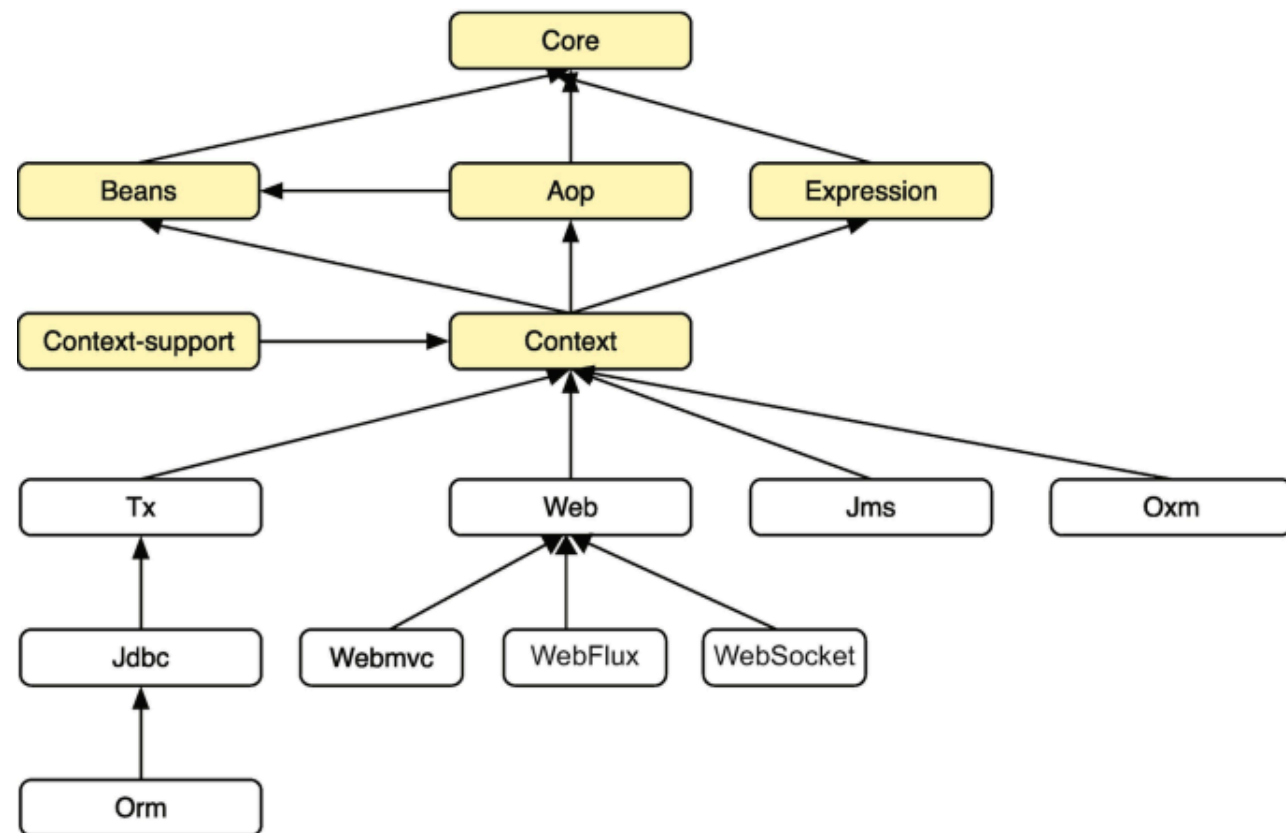 Core
Beans
Aop
Expression
Context-support
Context
Tx
Web
Jms
Oxm
Jdbc
Webmvc
WebFlux
WebSocket
Orm